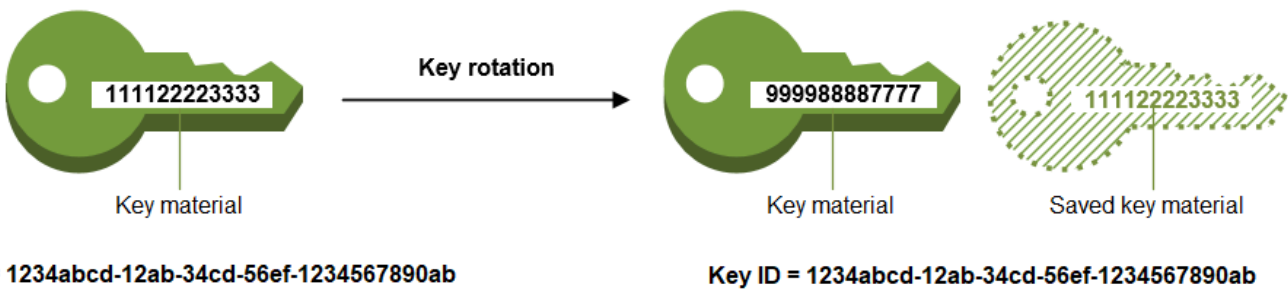 111122223333
Key rotation
999988887777
111122223333
Key material
Key material
Saved key material
1234abcd-12ab-34cd-56ef-1234567890ab
Key ID = 1234abcd-12ab-34cd-56ef-1234567890ab